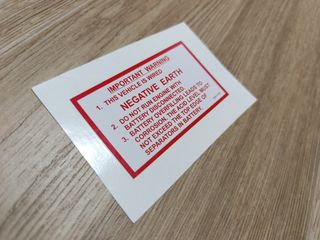 IMPORTANT WARNING
1. THIS VEHICLE IS WIRED
NEGATIVE EARTH
2. DO NOT RUN ENGINE WITH
BATTERY DISCONNECTED
3. BATTERY OVERFILLING LEADS TO
CORROSION. THE ACID LEVEL MUST
NOT EXCEED THE TOP EDGE OF
SEPARATORS IN BATTERY